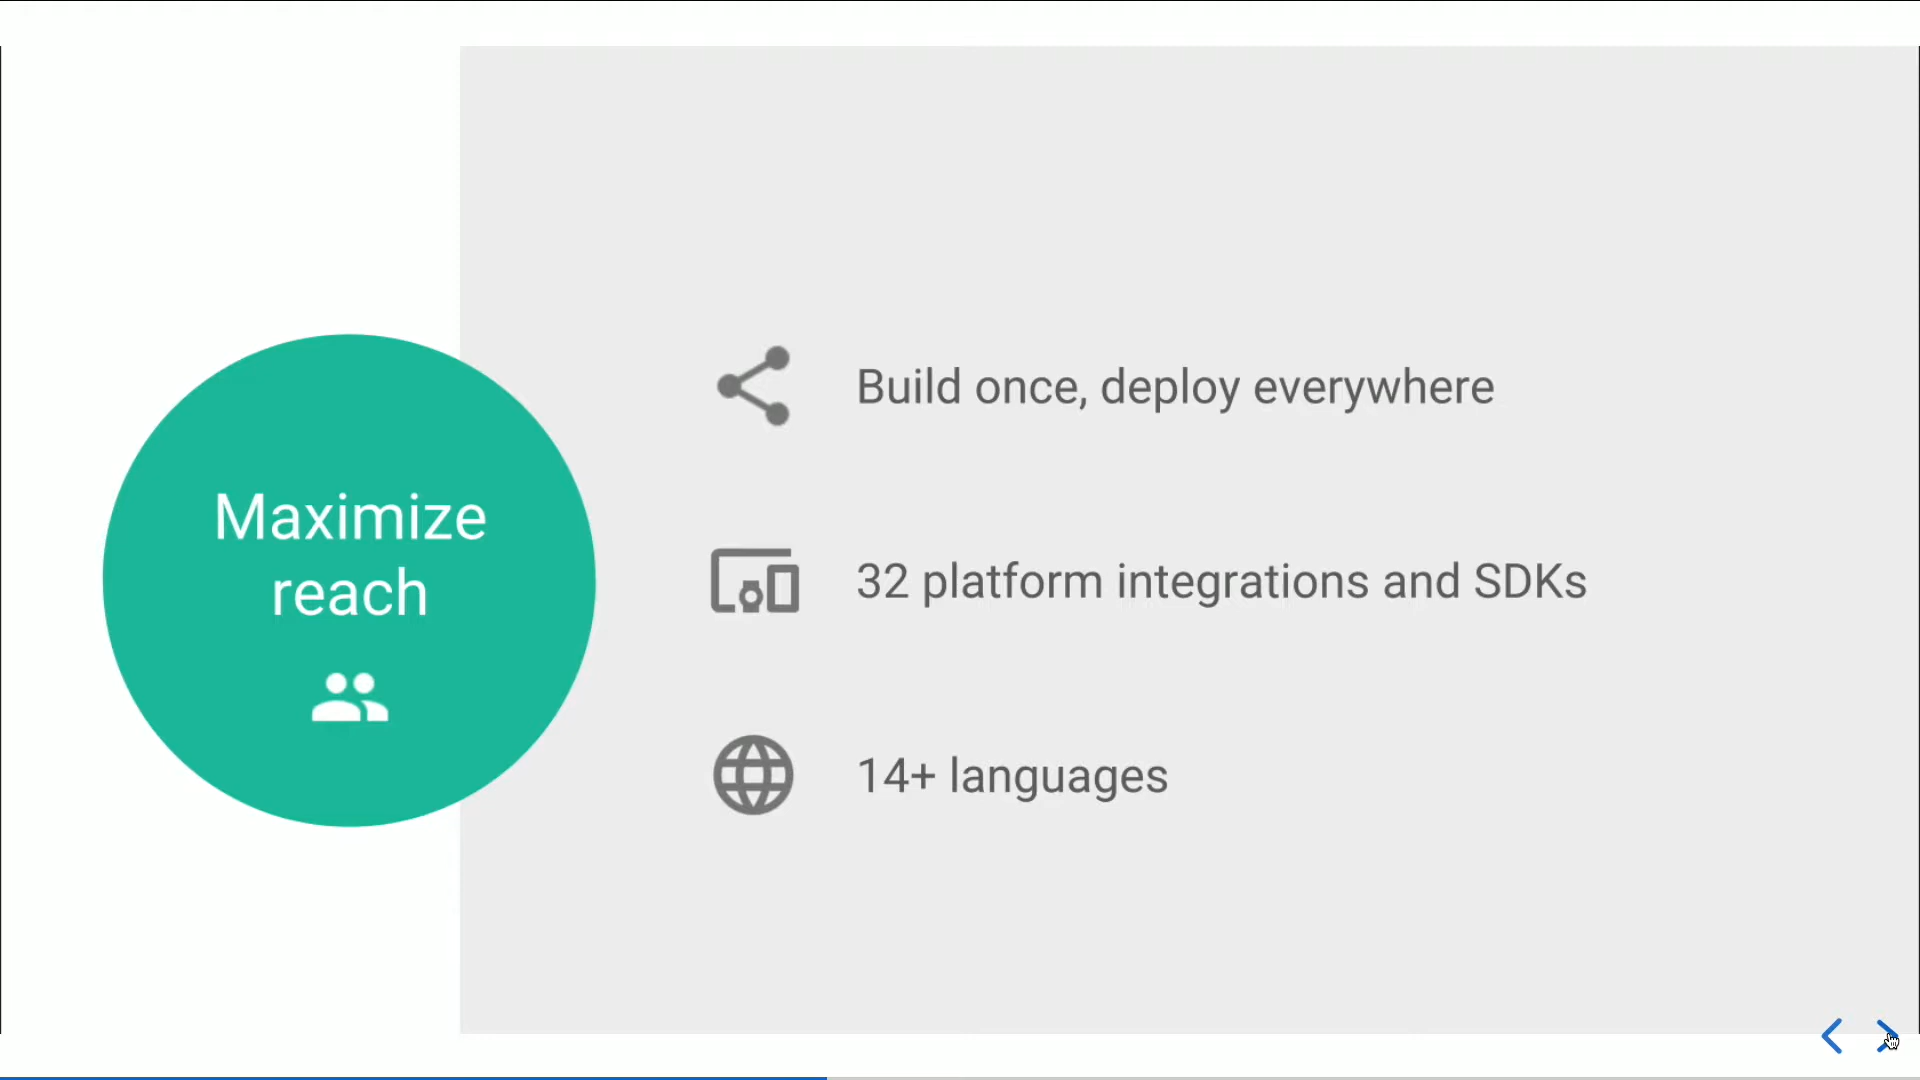 Maximize
reach
Build once, deploy everywhere
32 platform integrations and SDKs
14+ languages